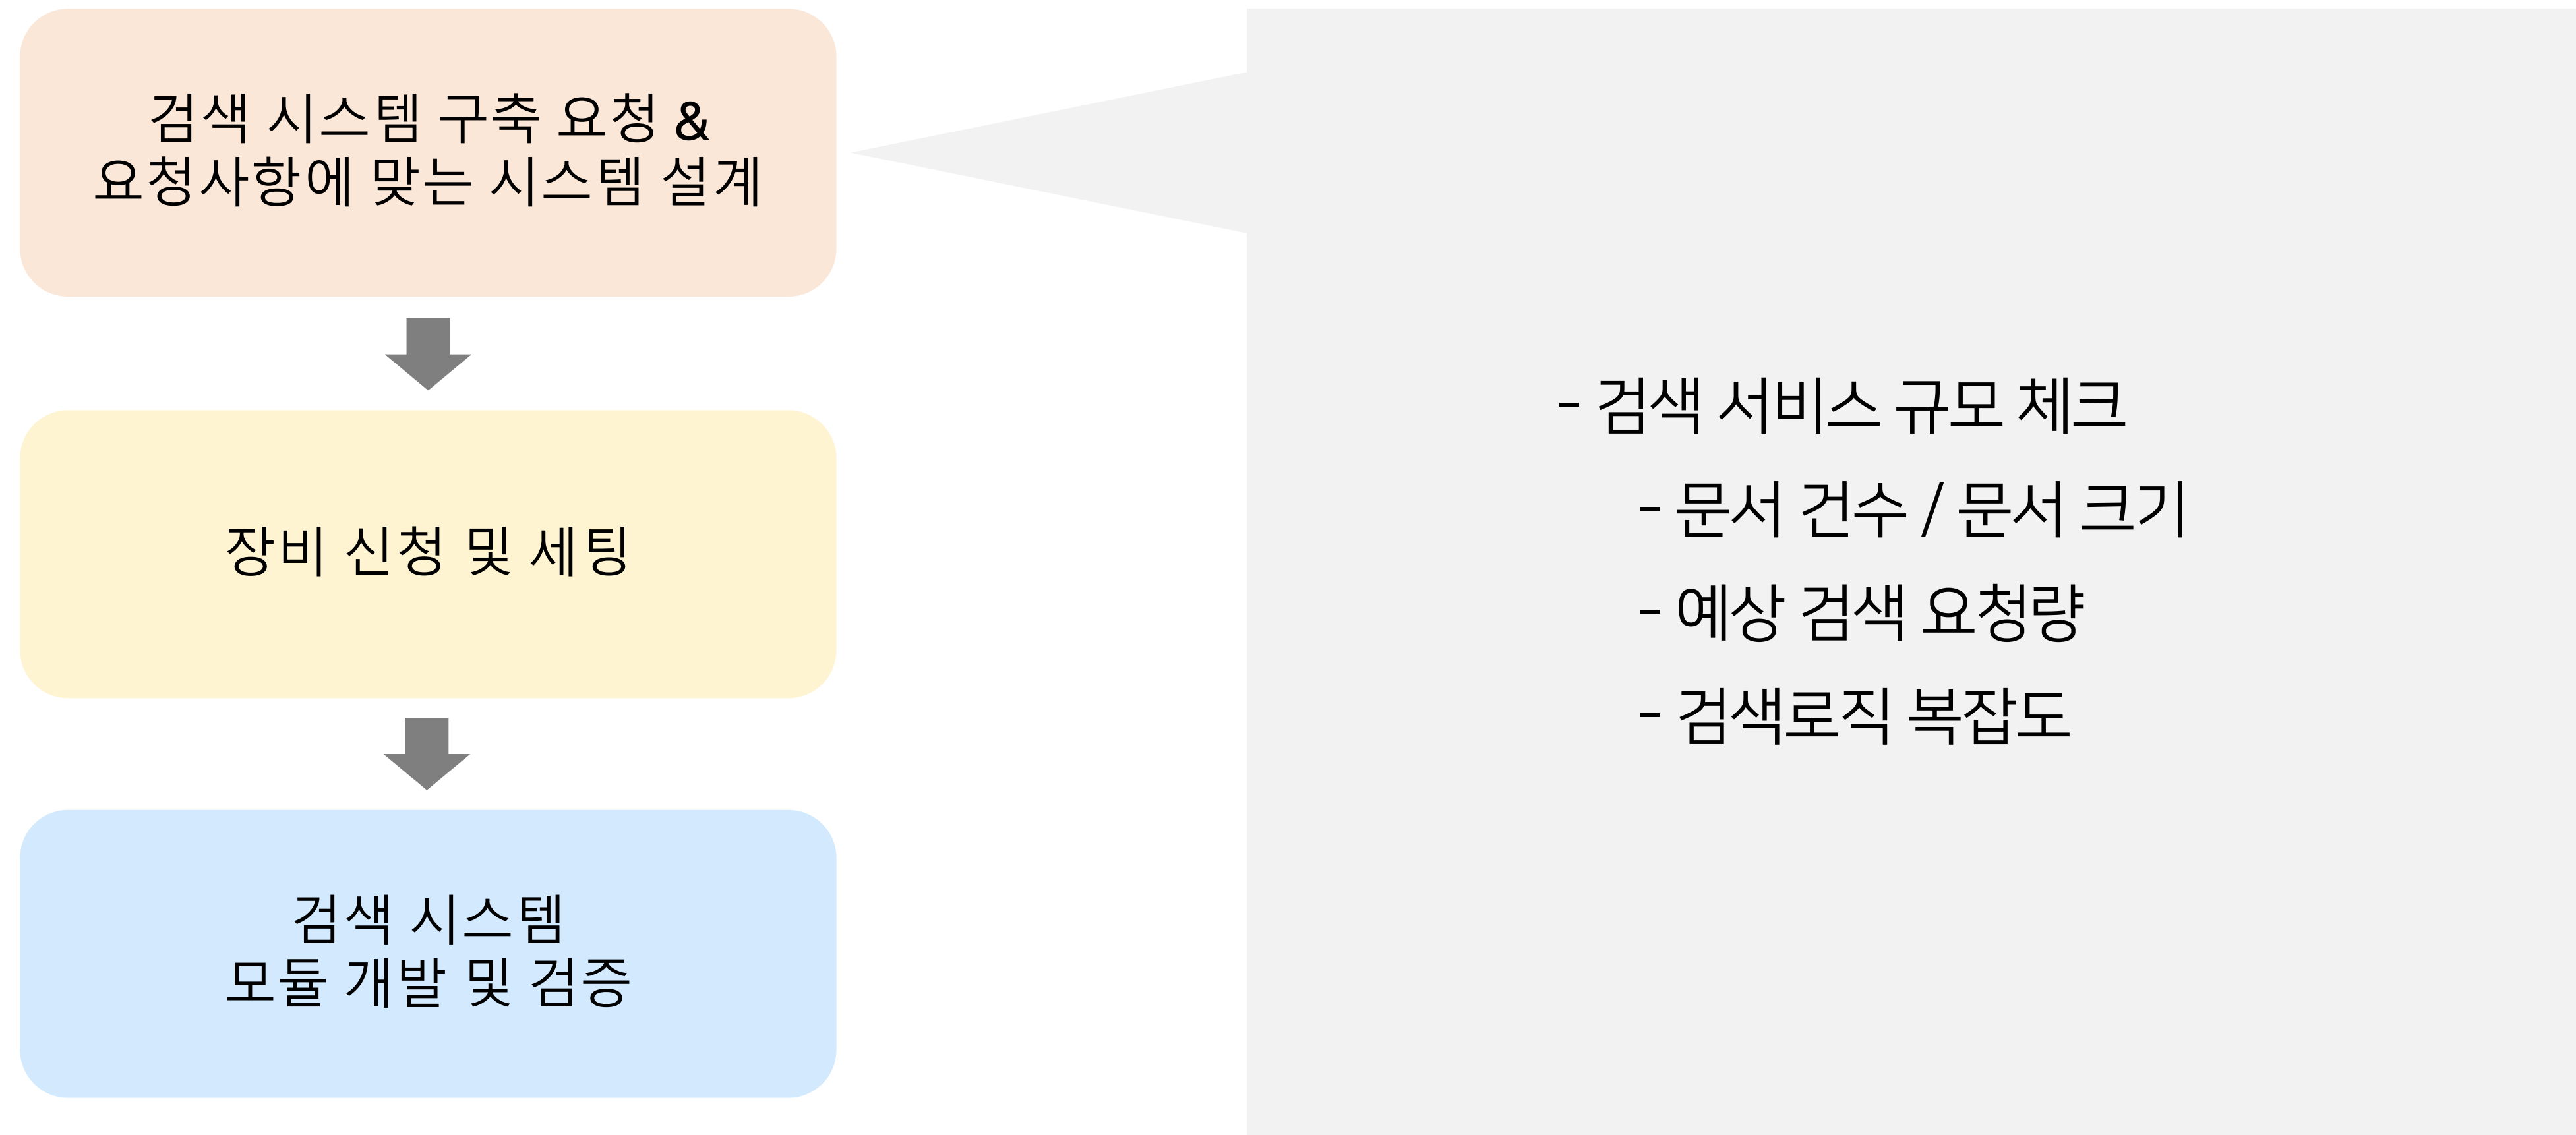 검색 시스템 구축 요청 &
요청사항에 맞는 시스템 설계
장비 신청 및 세팅
검색 시스템
모듈 개발 및 검증
- 검색 서비스 규모 체크
- 문서 건수 / 문서 크기
- 예상 검색 요청량
- 검색로직 복잡도